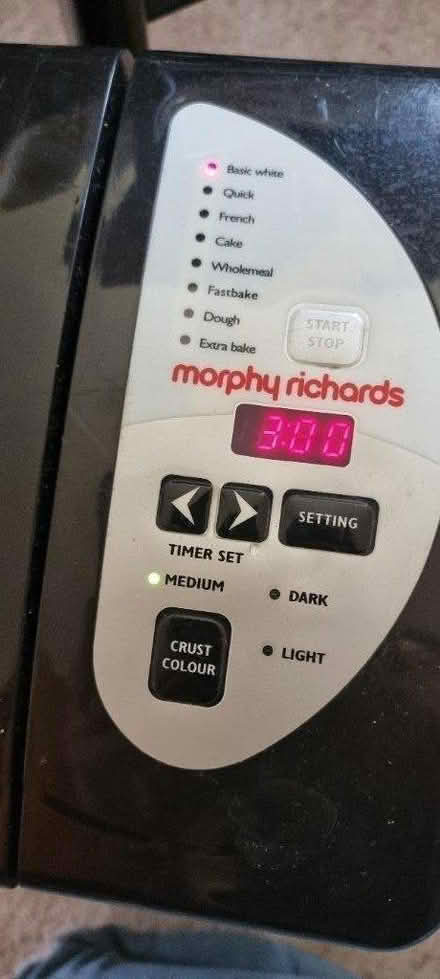 Basic white
Quick
French
Cake
Wholemeal
Fastbake
Dough
Extra bake
START
STOP
morphy richards
3:00
SETTING
TIMER SET
MEDIUM
DARK
CRUST
COLOUR
LIGHT